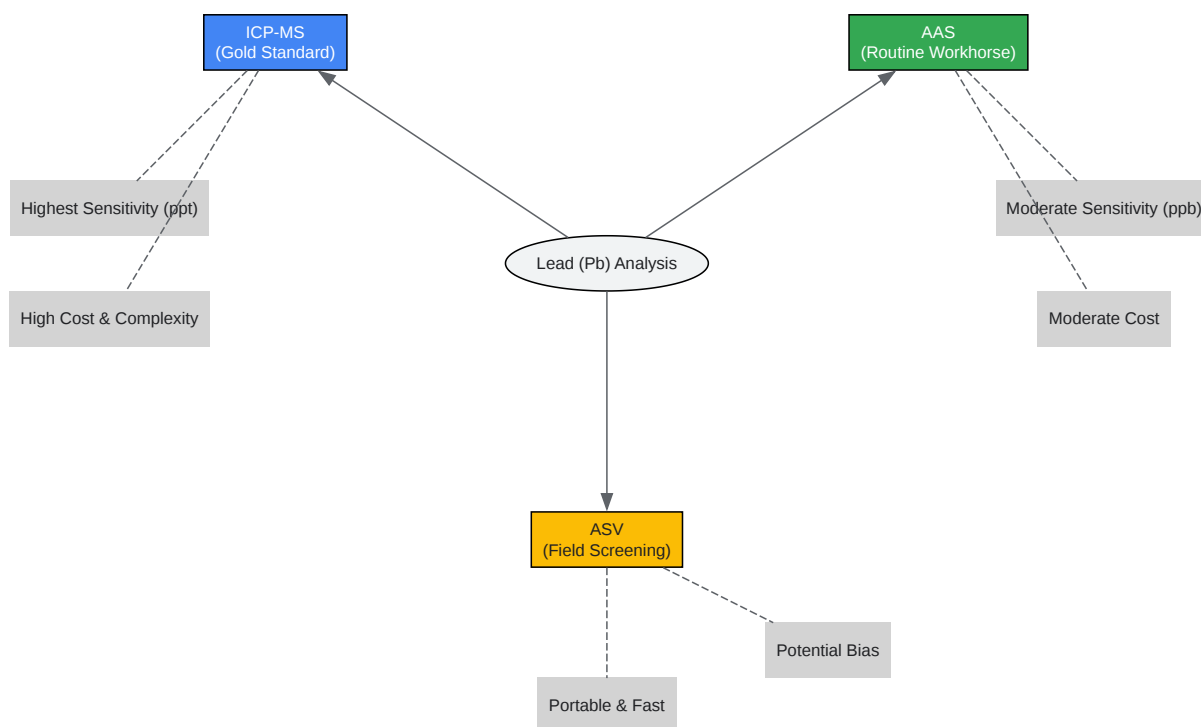 ICP-MS
(Gold Standard)
AAS
(Routine Workhorse)
Highest Sensitivity (ppt)
Moderate Sensitivity (ppb)
Lead (Pb) Analysis
High Cost & Complexity
Moderate Cost
ASV
(Field Screening)
Potential Bias
Portable & Fast